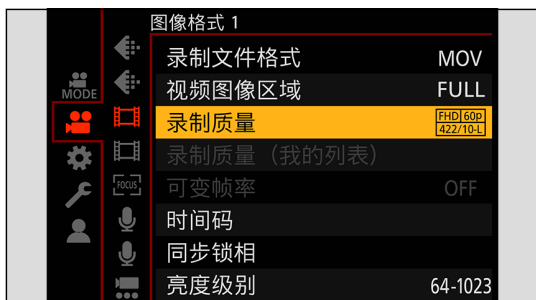 图像格式 1
录制文件格式 MOV
MODE
视频图像区域 FULL
录制质量 FHD 60p 422/10-L
录制质量（我的列表）
FOCUS
可变帧率 OFF
时间码
同步锁相
亮度级别 64-1023